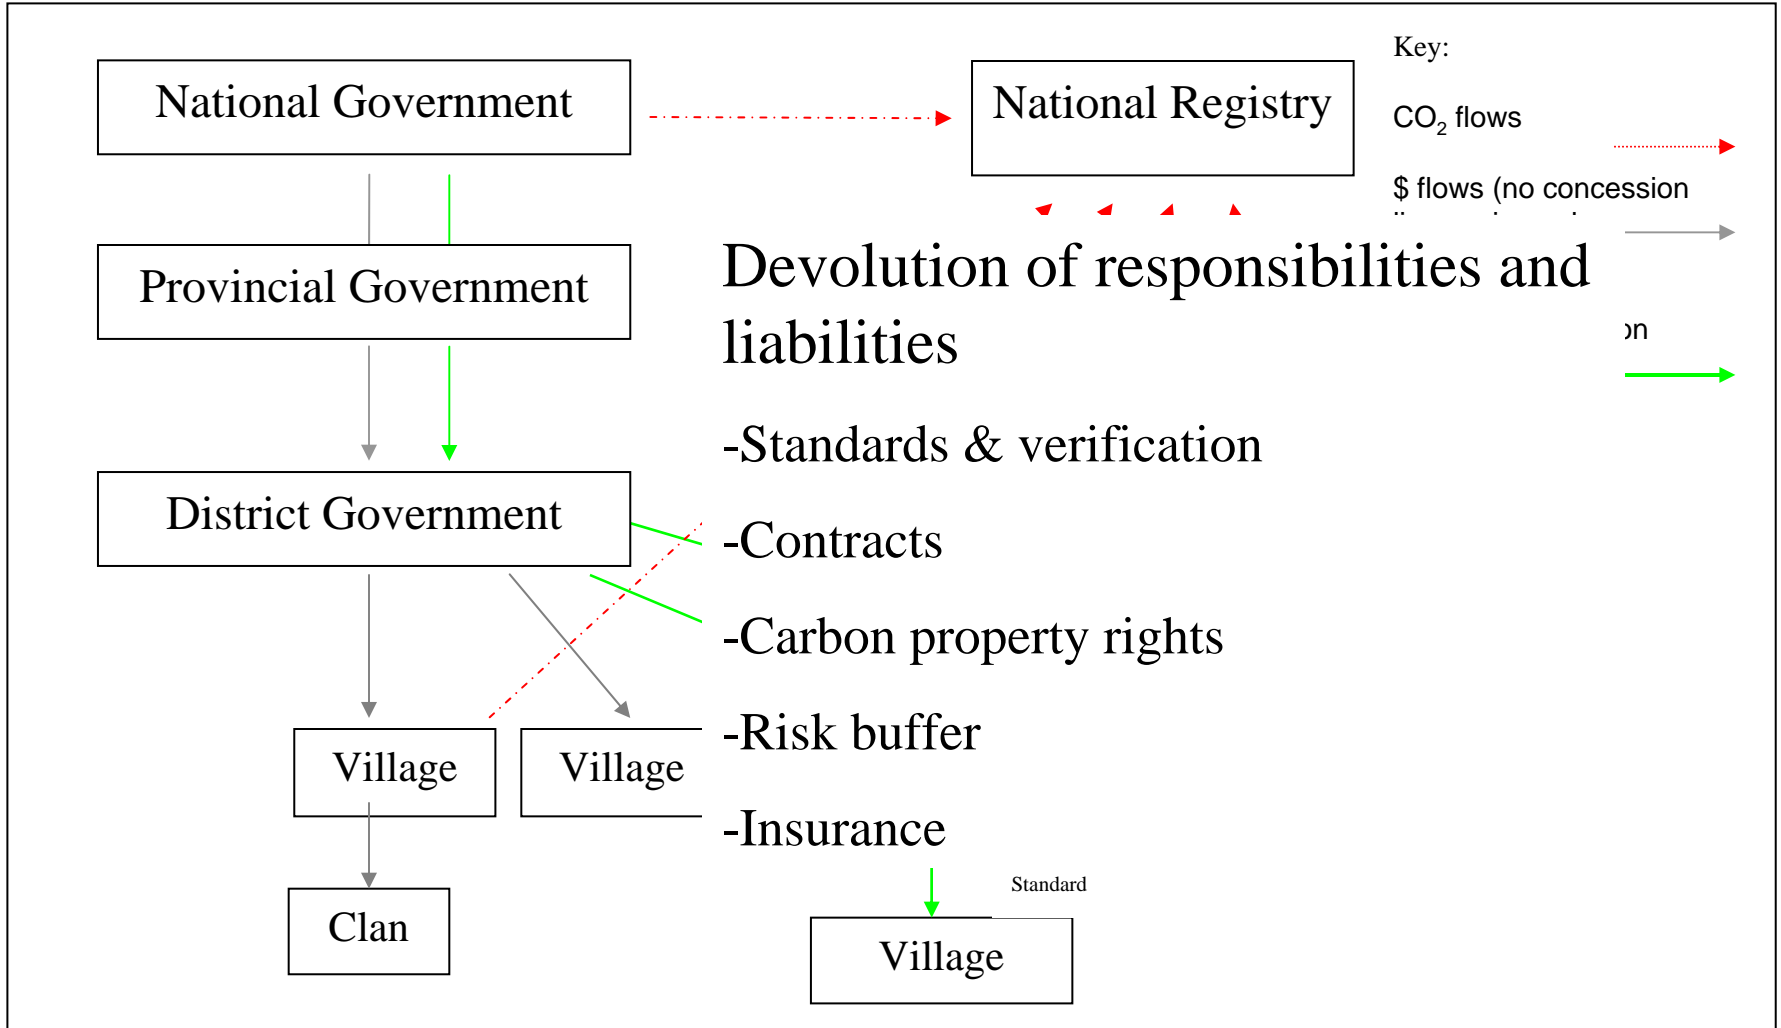 National Government
National Registry
Key:
CO2 flows
$ flows (no concession
Provincial Government
Devolution of responsibilities and
liabilities
on
-Standards & verification
District Government
-Contracts
-Carbon property rights
-Risk buffer
Village
Village
-Insurance
Standard
Clan
Village